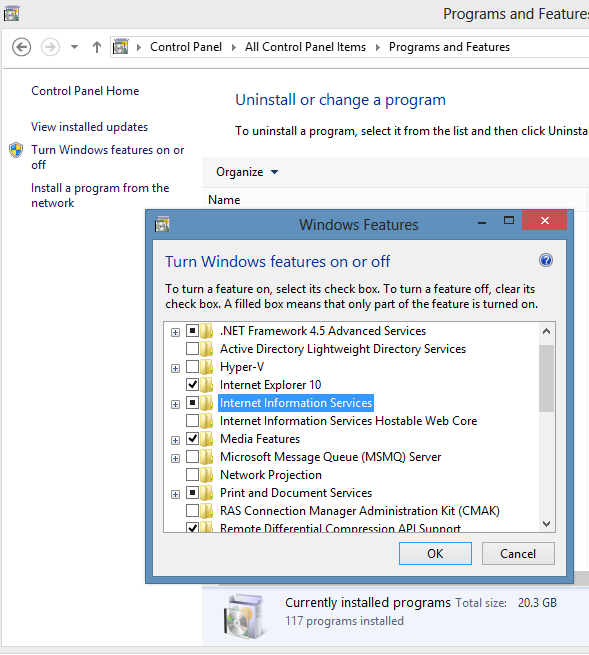 Programs and Features
Control Panel
All Control Panel Items
Programs and Features
Control Panel Home
View installed updates
Turn Windows features on or
off
Install a program from the
network
Uninstall or change a program
To uninstall a program, select it from the list and then click Uninsta
Organize
Name
Windows Features
Turn Windows features on or off
To turn a feature on, select its check box. To turn a feature off, clear its
check box. A filled box means that only part of the feature is turned on.
.NET Framework 4.5 Advanced Services
Active Directory Lightweight Directory Services
Hyper-V
Internet Explorer 10
Internet Information Services
Internet Information Services Hostable Web Core
Media Features
Microsoft Message Queue (MSMQ) Server
Network Projection
Print and Document Services
RAS Connection Manager Administration Kit (CMAK)
Remote Differential Compression API Support
OK
Cancel
Currently installed programs Total size: 20.3 GB
117 programs installed